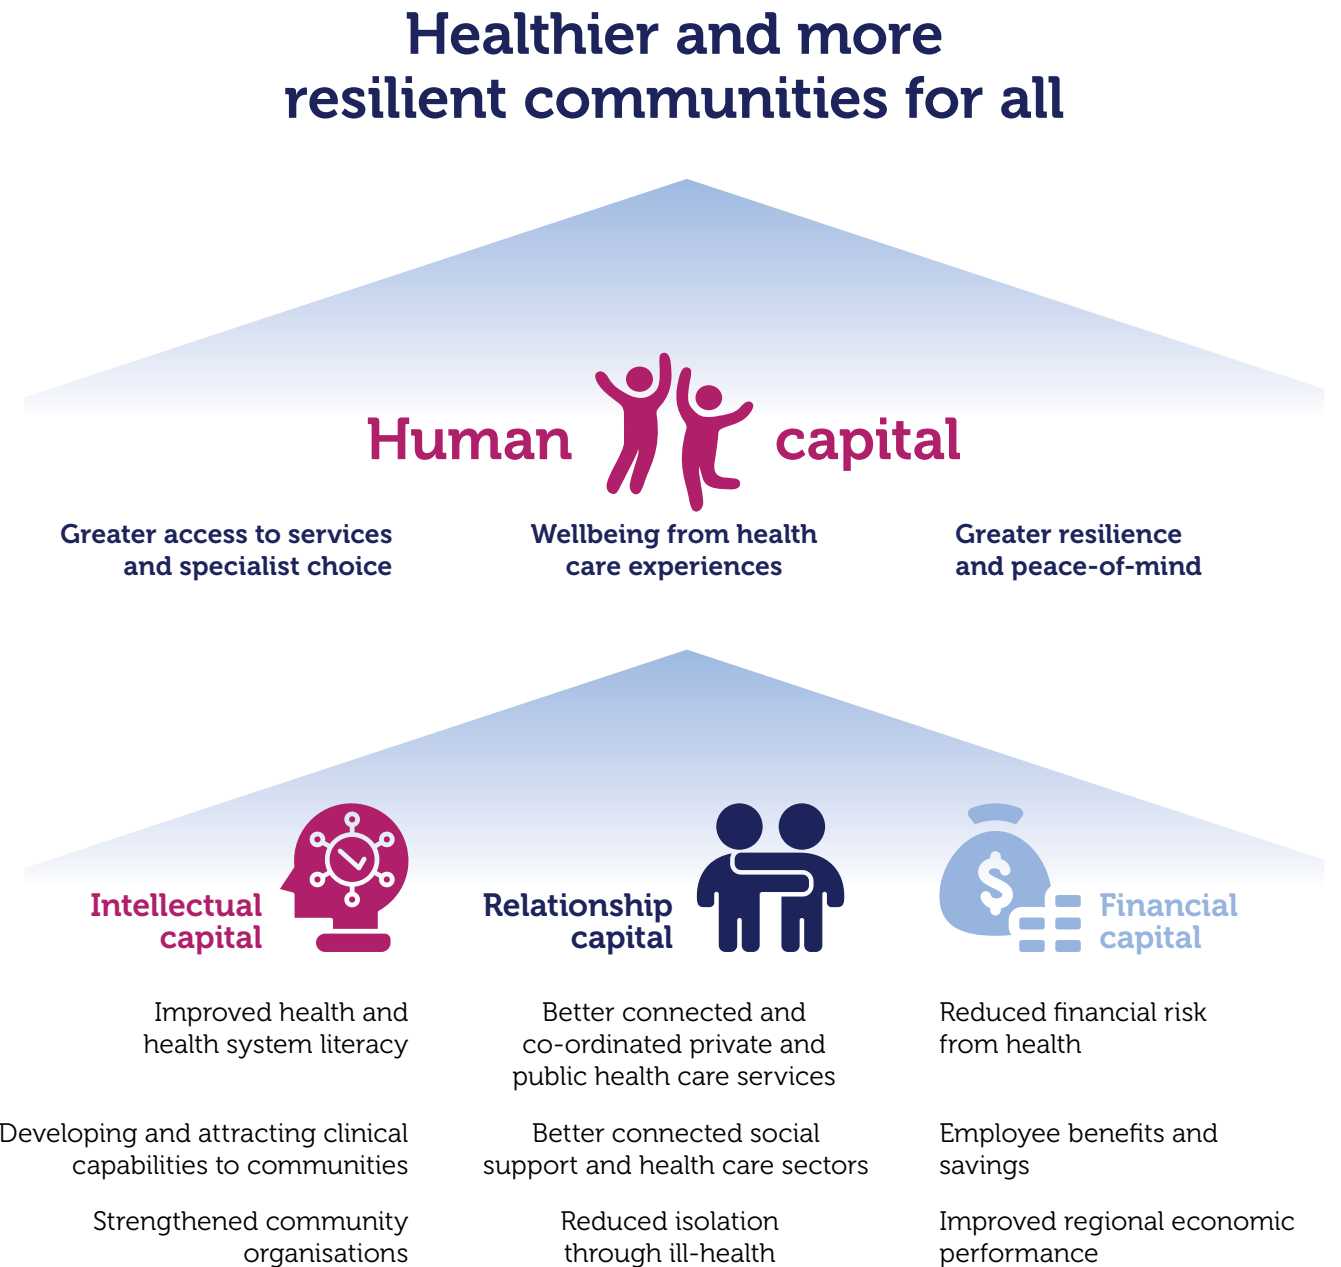 Healthier and more
resilient communities for all
Human capital
Greater access to services
and specialist choice
Wellbeing from health
care experiences
Greater resilience
and peace-of-mind
Intellectual
capital
Improved health and
health system literacy
Developing and attracting clinical
capabilities to communities
Strengthened community
organisations
Relationship
capital
Better connected and
co-ordinated private and
public health care services
Better connected social
support and health care sectors
Reduced isolation
through ill-health
$
Financial
capital
Reduced financial risk
from health
Employee benefits and
savings
Improved regional economic
performance